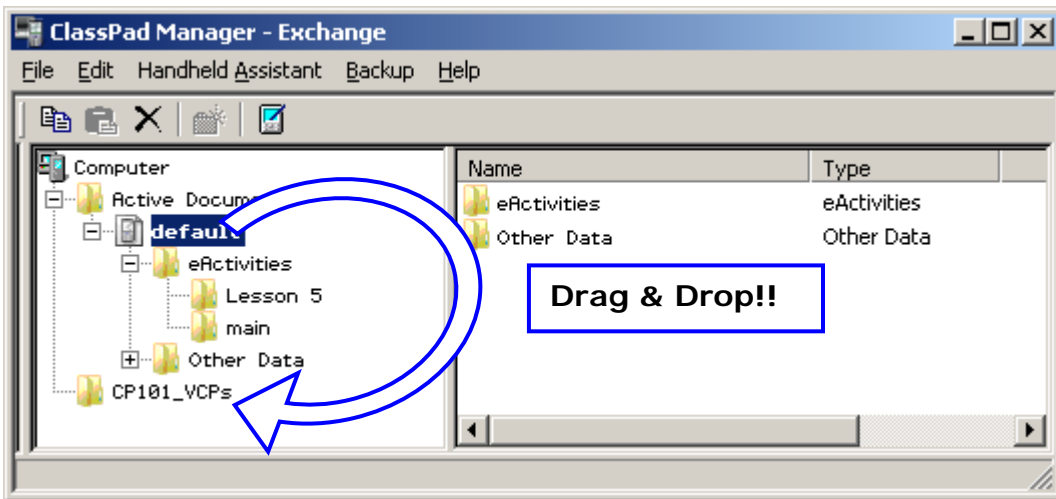 ClassPad Manager - Exchange
File Edit Handheld Assistant Backup Help
Computer
Active Docum
default
eActivities
Lesson 5
main
Other Data
CP101_VCPs
Name Type
eActivities eActivities
Other Data Other Data
Drag & Drop!!